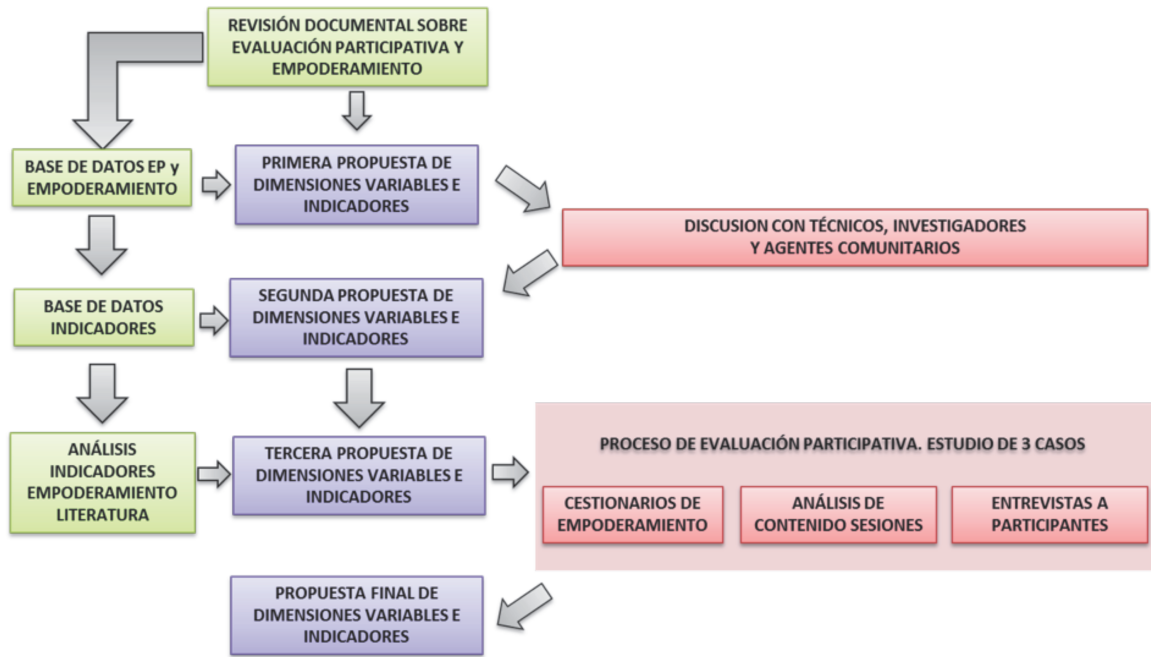 REVISIÓN DOCUMENTAL SOBRE
EVALUACIÓN PARTICIPATIVA Y
EMPODERAMIENTO
BASE DE DATOS EP y
EMPODERAMIENTO
PRIMERA PROPUESTA DE
DIMENSIONES VARIABLES E
INDICADORES
DISCUSION CON TÉCNICOS, INVESTIGADORES
Y AGENTES COMUNITARIOS
BASE DE DATOS
INDICADORES
SEGUNDA PROPUESTA DE
DIMENSIONES VARIABLES E
INDICADORES
ANÁLISIS
INDICADORES
EMPODERAMIENTO
LITERATURA
TERCERA PROPUESTA DE
DIMENSIONES VARIABLES E
INDICADORES
PROCESO DE EVALUACIÓN PARTICIPATIVA. ESTUDIO DE 3 CASOS
CESTIONARIOS DE
EMPODERAMIENTO
ANÁLISIS DE
CONTENIDO SESIONES
ENTREVISTAS A
PARTICIPANTES
PROPUESTA FINAL DE
DIMENSIONES VARIABLES E
INDICADORES